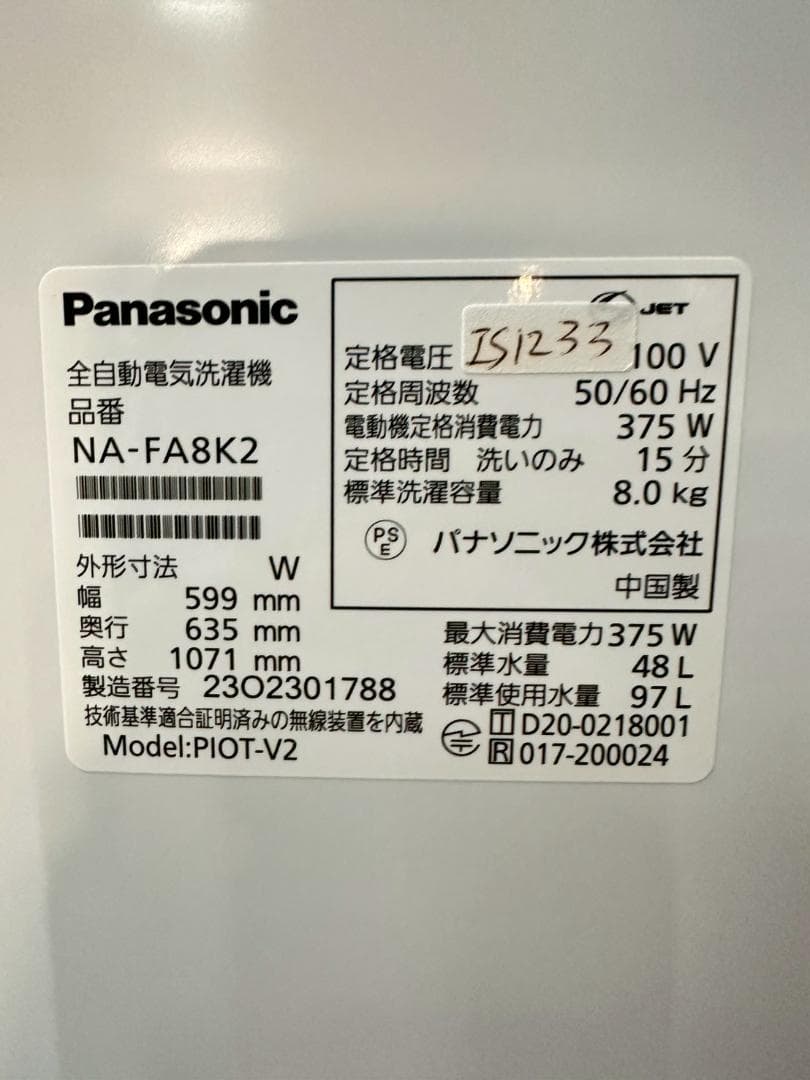 Panasonic
全自動電気洗濯機
品番
NA-FA8K2
外形寸法 W
幅 599 mm
奥行 635 mm
高さ 1071 mm
製造番号 23O2301788
技術基準適合証明済みの無線装置を内蔵
Model:PIOT-V2
JET
IS1233
定格電圧 100 V
定格周波数 50/60 Hz
電動機定格消費電力 375 W
定格時間 洗いのみ 15 分
標準洗濯容量 8.0 kg
PS
E
パナソニック株式会社
中国製
最大消費電力 375 W
標準水量 48 L
標準使用水量 97 L
T D20-0218001
R 017-200024